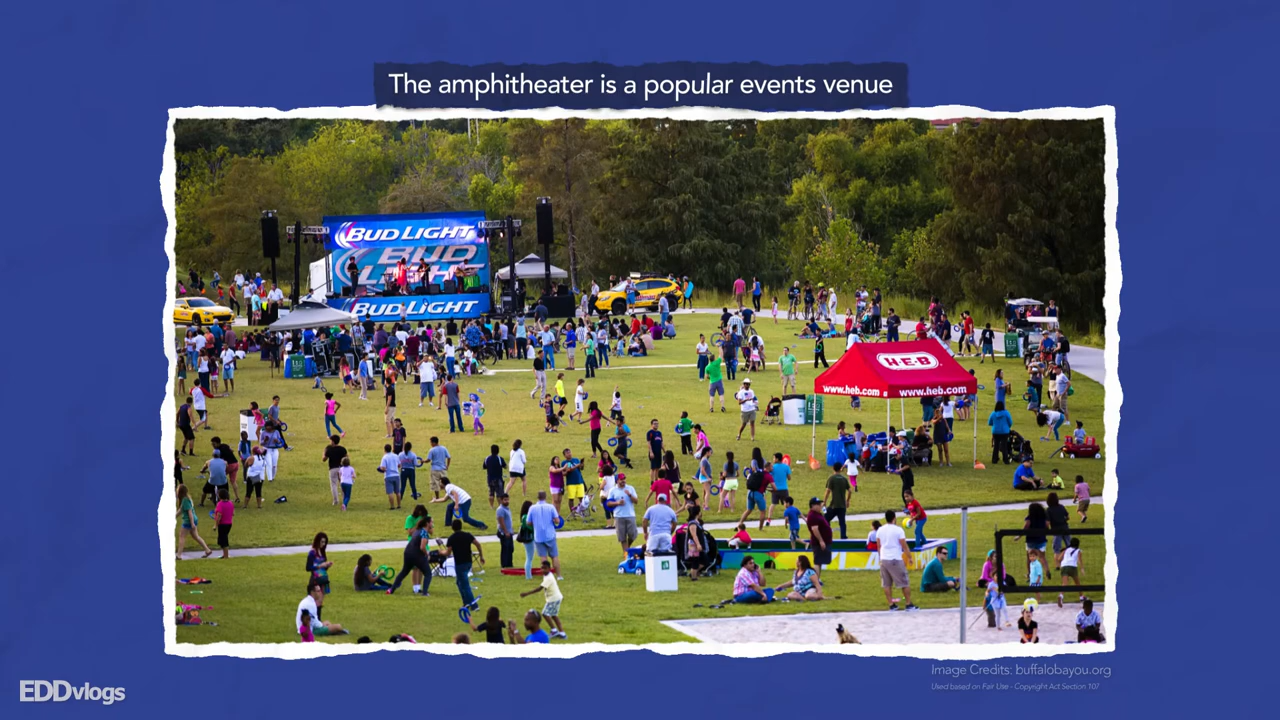 The amphitheater is a popular events venue
BUD LIGHT
BUD
LIGHT
BUD LIGHT
H-E-B
www.heb.com www.heb.com
Image Credits: buffalobayou.org
Used based on Fair Use - Copyright Act Section 107
EDDvlogs